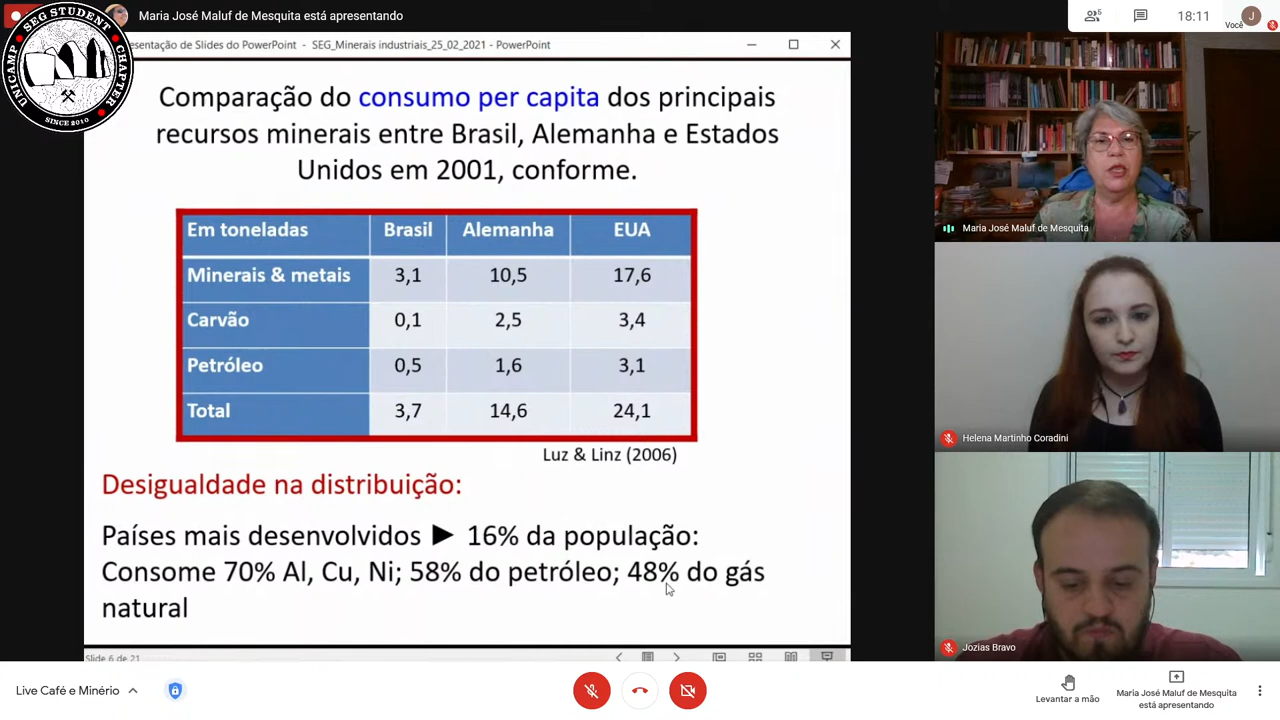 Maria José Maluf de Mesquita está apresentando
SEG STUDENT
UNICAMP CHAPTER
SINCE 2010
esentação de Slides do PowerPoint - SEG_Minerais industriais_25_02_2021 - PowerPoint
5
18:11
J
Você
Comparação do consumo per capita dos principais
recursos minerais entre Brasil, Alemanha e Estados
Unidos em 2001, conforme.
Em toneladas Brasil Alemanha EUA
Minerais & metais 3,1 10,5 17,6
Carvão 0,1 2,5 3,4
Petróleo 0,5 1,6 3,1
Total 3,7 14,6 24,1
Luz & Linz (2006)
Desigualdade na distribuição:
Países mais desenvolvidos ► 16% da população:
Consome 70% Al, Cu, Ni; 58% do petróleo; 48% do gás
natural
Slide 6 de 21
Maria José Maluf de Mesquita
Helena Martinho Coradini
Jozias Bravo
Live Café e Minério
Levantar a mão
Maria José Maluf de Mesquita
está apresentando